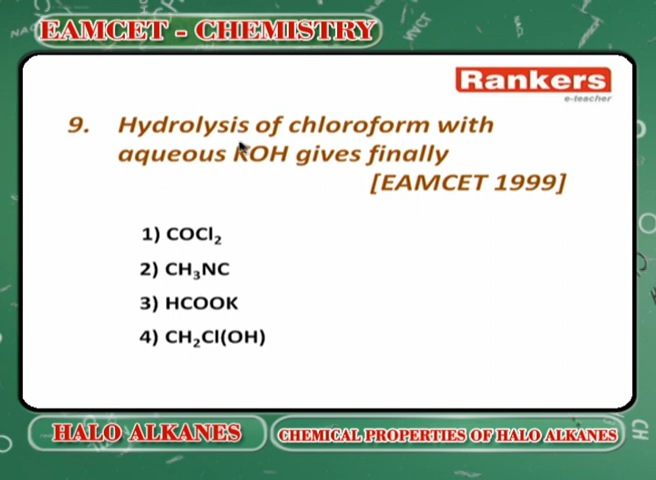 EAMCET - CHEMISTRY
Rankers
e-teacher
9. Hydrolysis of chloroform with
aqueous KOH gives finally
[EAMCET 1999]
1) COCl₂
2) CH₃NC
3) HCOOK
4) CH₂Cl(OH)
HALO ALKANES
CHEMICAL PROPERTIES OF HALO ALKANES